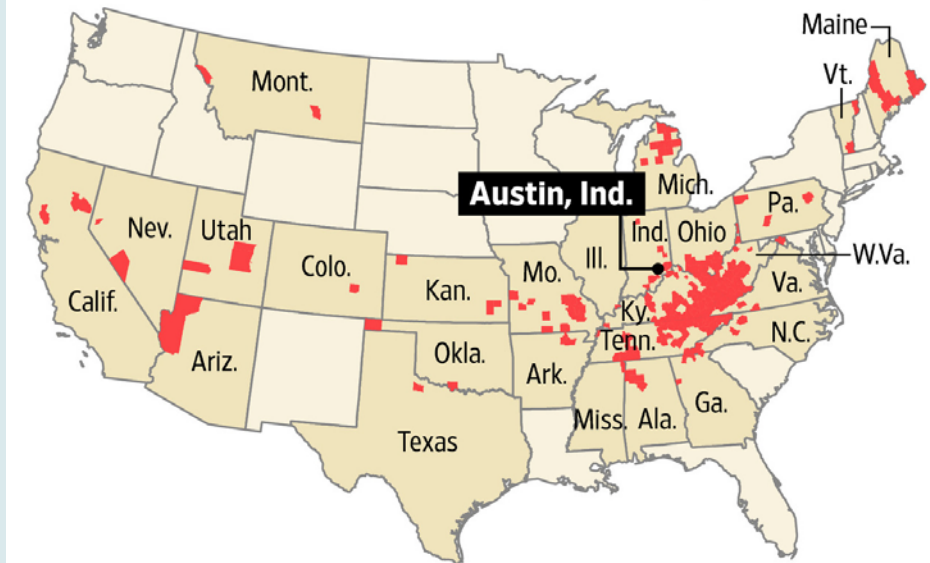 Maine
Vt.
Mont.
Mich.
Austin, Ind.
Pa.
Nev.
Utah
Ind.
Ohio
Ill.
W.Va.
Colo.
Mo.
Kan.
Va.
Calif.
Ky.
N.C.
Tenn.
Okla.
Ariz.
Ark.
Ga.
Miss.
Ala.
Texas